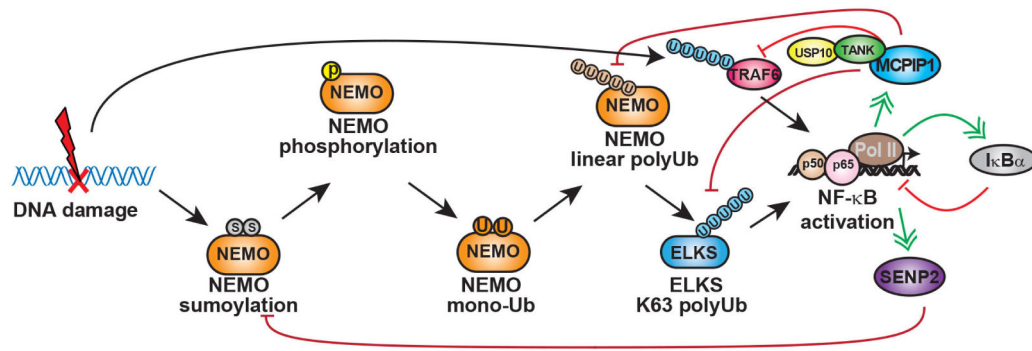 DNA damage
S S
NEMO
NEMO
sumoylation
p
NEMO
NEMO
phosphorylation
U U
NEMO
NEMO
mono-Ub
U U U U U
NEMO
NEMO
linear polyUb
U U U U U
ELKS
ELKS
K63 polyUb
U U U U U
TRAF6
USP10
TANK
MCPIP1
p50
p65
Pol II
NF-κB
activation
IκBα
SENP2